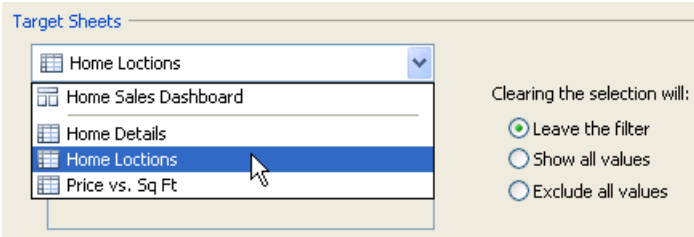 Target Sheets
Home Loctions
Home Sales Dashboard
Home Details
Home Loctions
Price vs. Sq Ft
Clearing the selection will:
Leave the filter
Show all values
Exclude all values